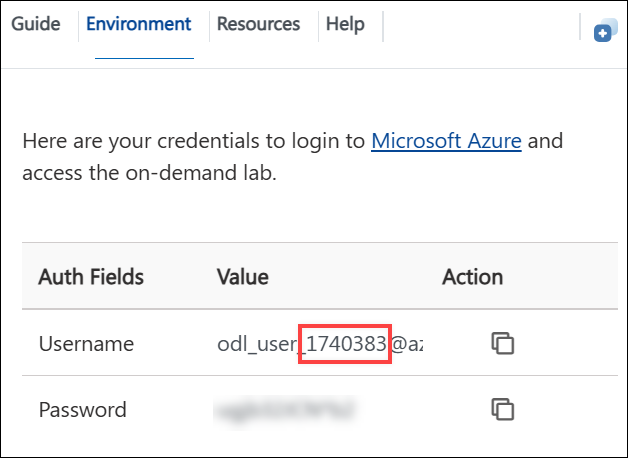 Guide Environment Resources Help
Here are your credentials to login to Microsoft Azure and
access the on-demand lab.
Auth Fields Value Action
Username odl_user_1740383@az
Password